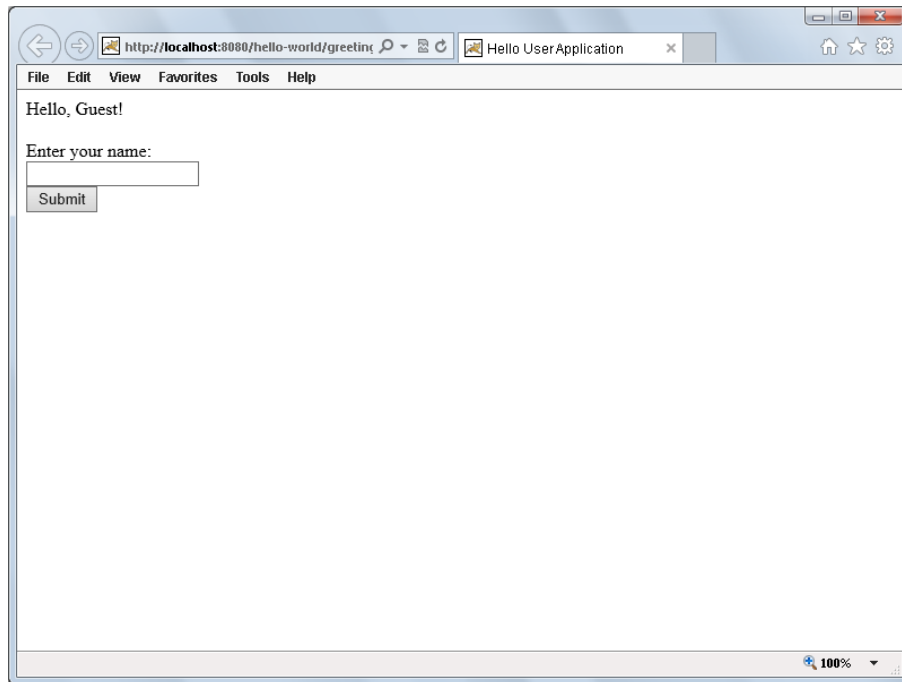 http://localhost:8080/hello-world/greeting
Hello User Application
File Edit View Favorites Tools Help
Hello, Guest!
Enter your name:
Submit
100%